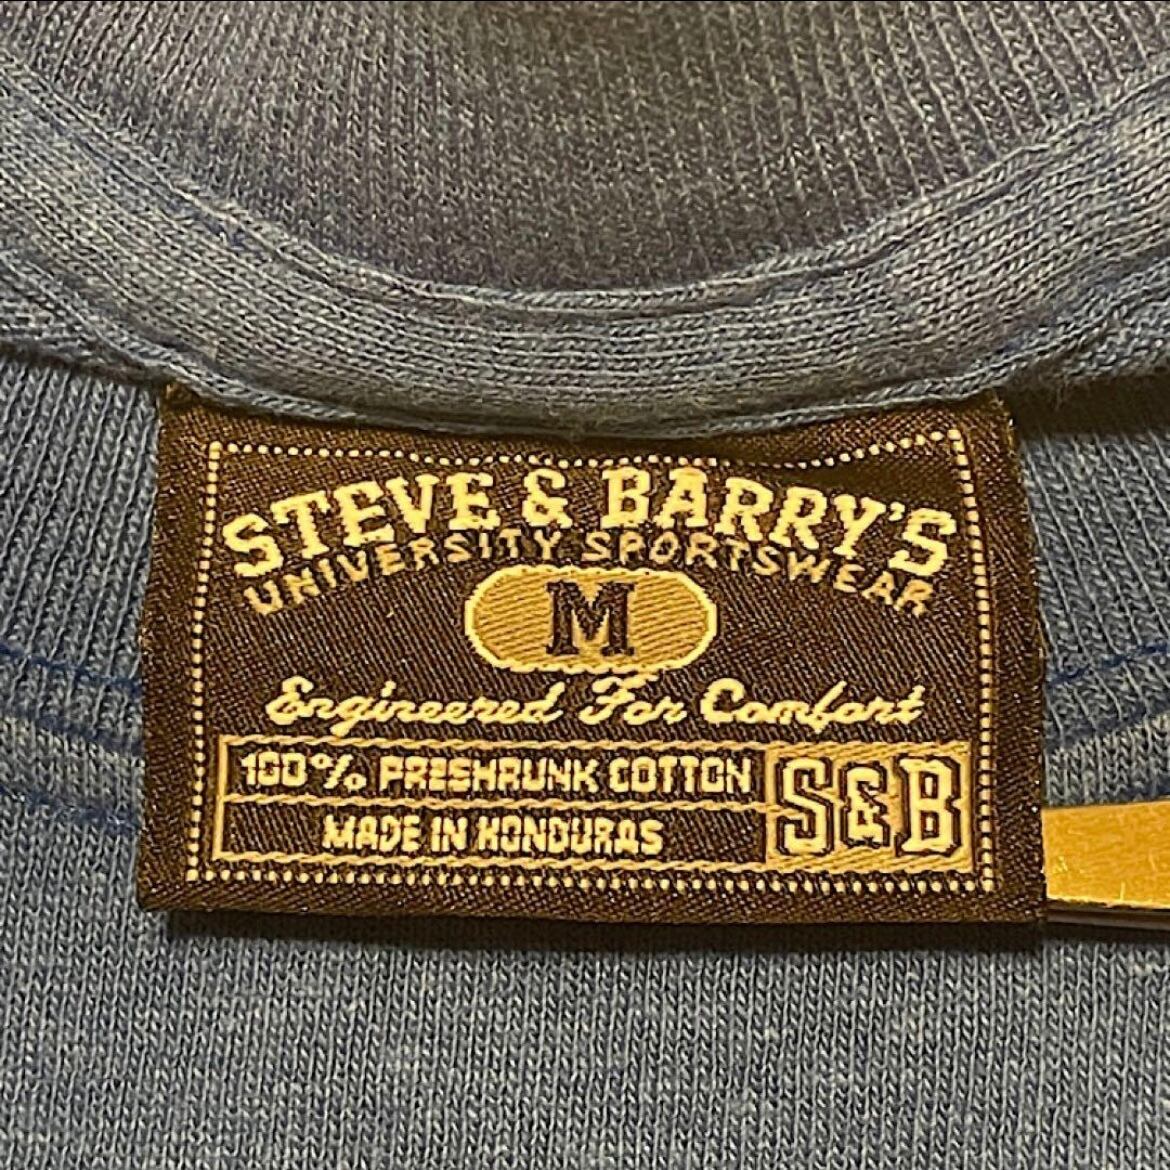 STEVE & BARRY'S
UNIVERSITY SPORTSWEAR
M
Engineered For Comfort
100% PRESHRUNK COTTON
MADE IN HONDURAS
S&B